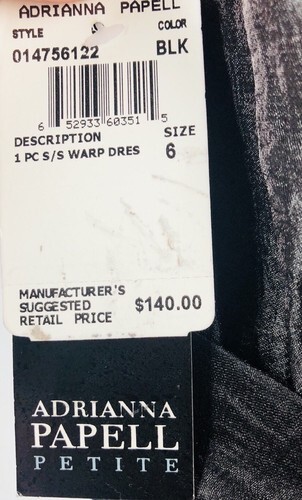 ADRIANNA PAPELL
STYLE COLOR
014756122 BLK
6 52933 60351 5
DESCRIPTION SIZE
1 PC S/S WARP DRES 6
MANUFACTURER'S
SUGGESTED
RETAIL PRICE $140.00
ADRIANNA
PAPELL
PETITE